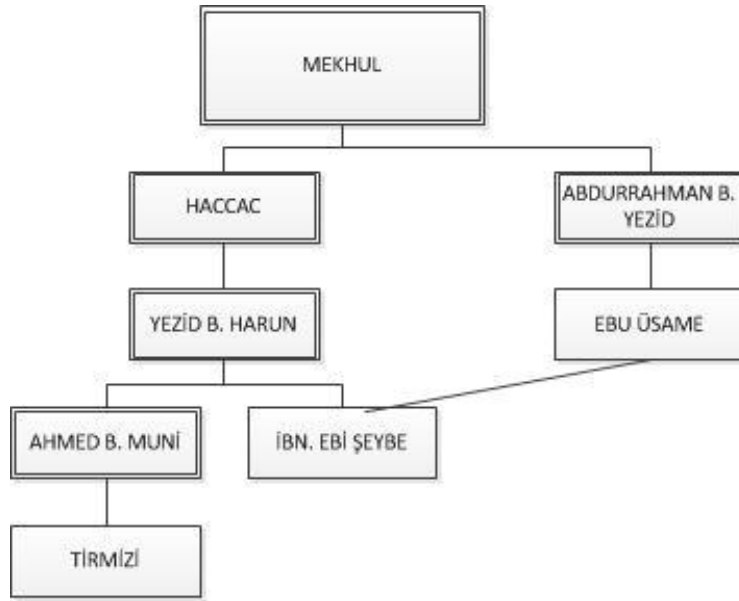 MEKHUL
HACCAC
ABDURRAHMAN B.
YEZİD
YEZİD B. HARUN
EBU ÜSAME
AHMED B. MUNİ
İBN. EBİ ŞEYBE
TİRMİZİ